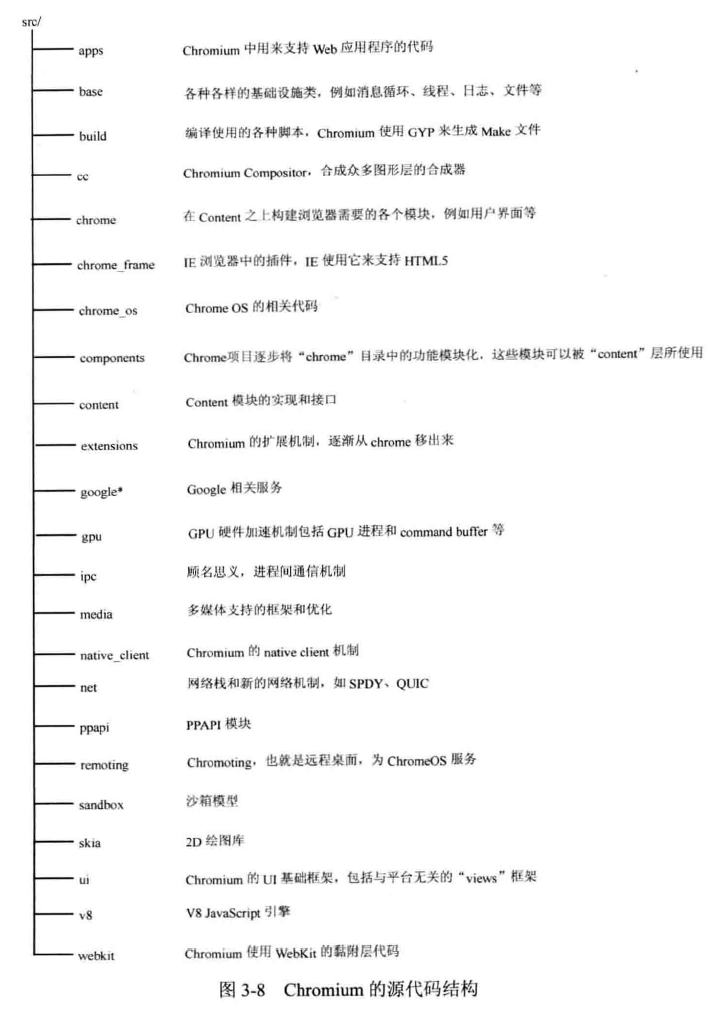 src/
apps Chromium 中用来支持 Web 应用程序的代码
base 各种各样的基础设施类，例如消息循环、线程、日志、文件等
build 编译使用的各种脚本，Chromium 使用 GYP 来生成 Make 文件
cc Chromium Compositor，合成众多图形层的合成器
chrome 在 Content 之上构建浏览器需要的各个模块，例如用户界面等
chrome_frame IE 浏览器中的插件，IE 使用它来支持 HTML5
chrome_os Chrome OS 的相关代码
components Chrome项目逐步将“chrome”目录中的功能模块化，这些模块可以被“content”层所使用
content Content 模块的实现和接口
extensions Chromium 的扩展机制，逐渐从 chrome 移出来
google* Google 相关服务
gpu GPU 硬件加速机制包括 GPU 进程和 command buffer 等
ipc 顾名思义，进程间通信机制
media 多媒体支持的框架和优化
native_client Chromium 的 native client 机制
net 网络栈和新的网络机制，如 SPDY、QUIC
ppapi PPAPI 模块
remoting Chromoting，也就是远程桌面，为 ChromeOS 服务
sandbox 沙箱模型
skia 2D 绘图库
ui Chromium 的 UI 基础框架，包括与平台无关的“views”框架
v8 V8 JavaScript 引擎
webkit Chromium 使用 WebKit 的黏附层代码
图 3-8 Chromium 的源代码结构